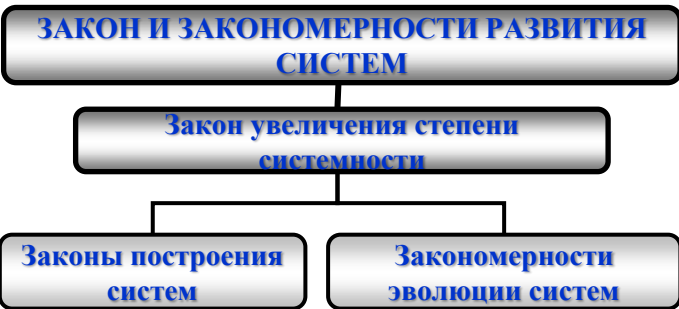 ЗАКОН И ЗАКОНОМЕРНОСТИ РАЗВИТИЯ
СИСТЕМ
Закон увеличения степени
системности
Законы построения
систем
Закономерности
эволюции систем